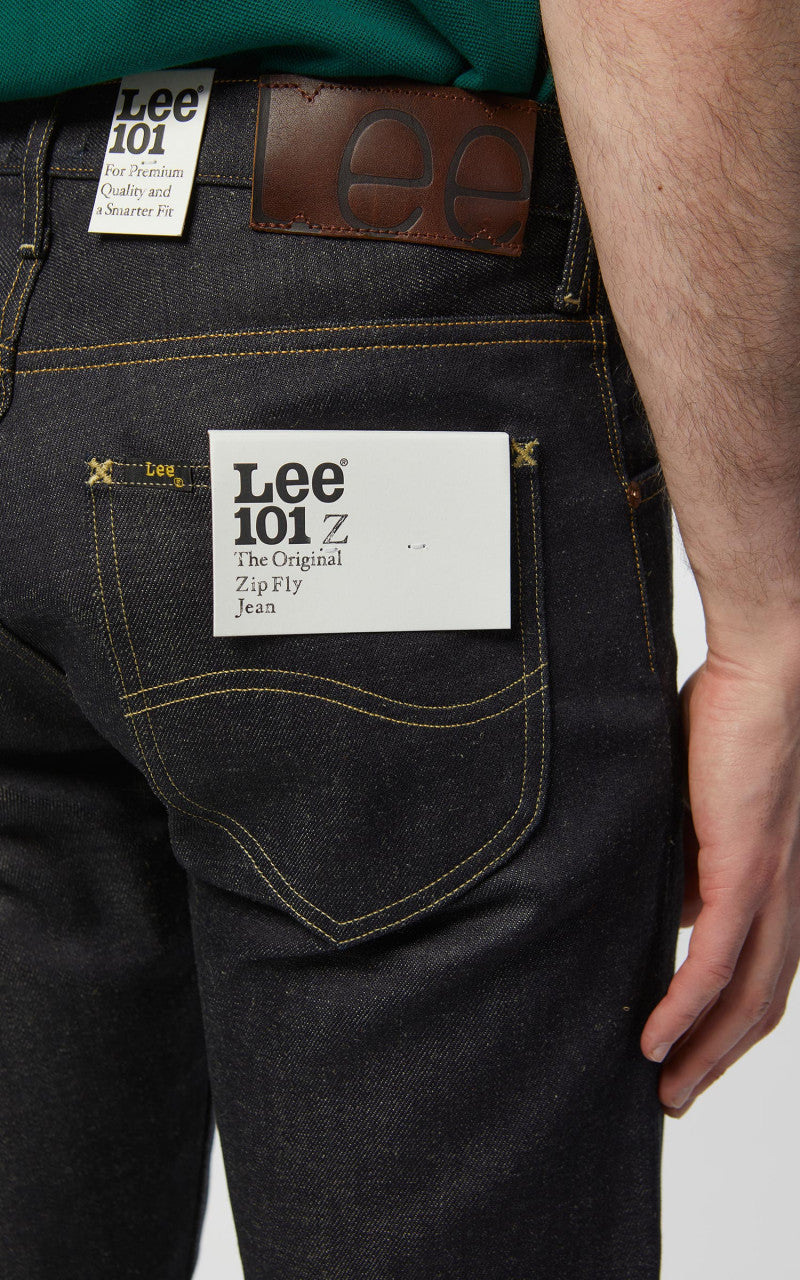 Lee®
101
For Premium
Quality and
a Smarter Fit
Lee
Lee
®
Lee®
101 Z
The Original
Zip Fly
Jean